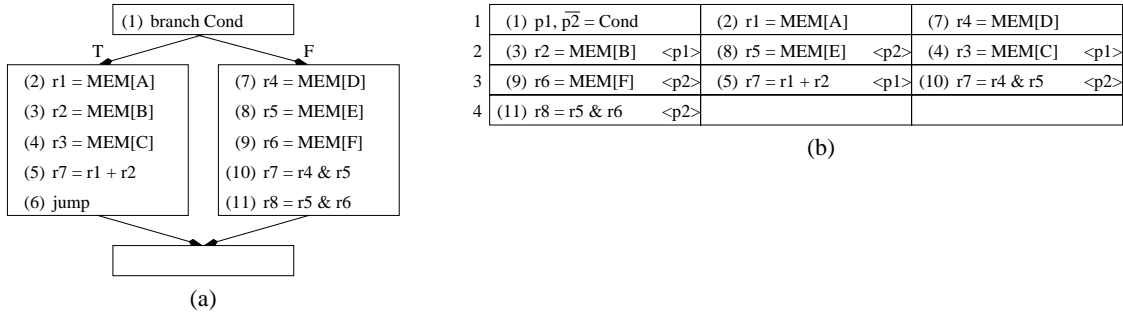 (1) branch Cond
T
F
(2) r1 = MEM[A]
(3) r2 = MEM[B]
(4) r3 = MEM[C]
(5) r7 = r1 + r2
(6) jump
(7) r4 = MEM[D]
(8) r5 = MEM[E]
(9) r6 = MEM[F]
(10) r7 = r4 & r5
(11) r8 = r5 & r6
(a)
1 (1) p1, p̅2̅ = Cond (2) r1 = MEM[A] (7) r4 = MEM[D]
2 (3) r2 = MEM[B] <p1> (8) r5 = MEM[E] <p2> (4) r3 = MEM[C] <p1>
3 (9) r6 = MEM[F] <p2> (5) r7 = r1 + r2 <p1> (10) r7 = r4 & r5 <p2>
4 (11) r8 = r5 & r6 <p2>
(b)